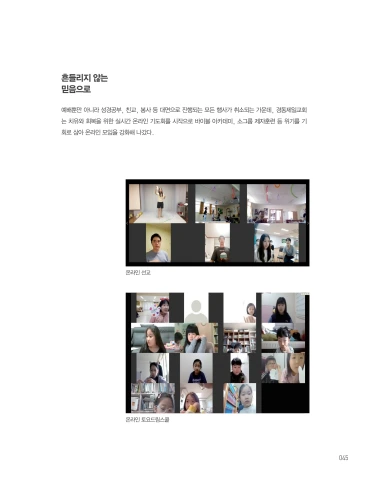 흔들리지 않는
믿음으로
예배뿐만 아니라 성경공부, 친교, 봉사 등 대면으로 진행되는 모든 행사가 취소되는 가운데, 경동제일교회
는 치유와 회복을 위한 실시간 온라인 기도회를 시작으로 바이블 아카데미, 소그룹 제자훈련 등 위기를 기
회로 삼아 온라인 모임을 강화해 나갔다.
온라인 선교
온라인 토요드림스쿨
045